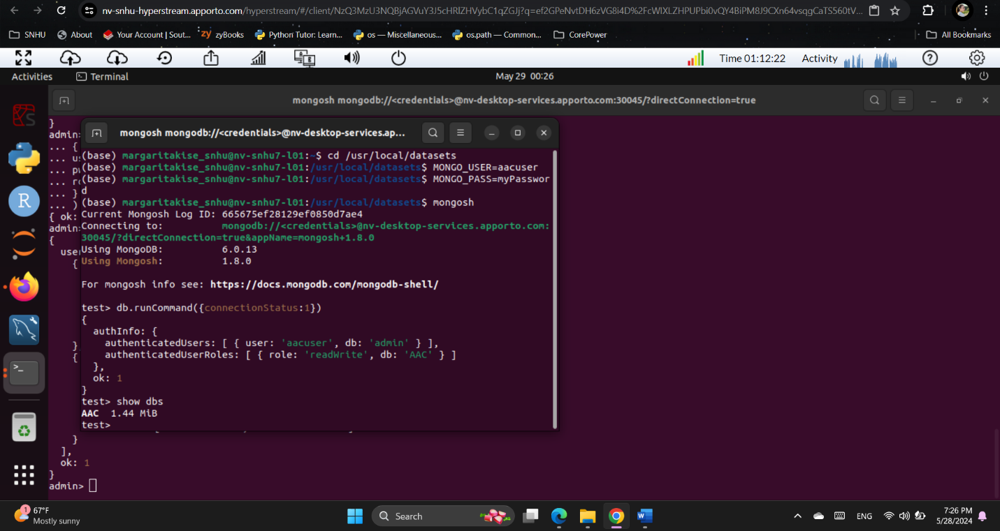 nv-snhu-hyperstream.apporto.com/hyperstream/#/client/NzQ3MzU3NQBjAGVuY3J5cHRlZHVybC1qZGJj?q=ef2GPeNvtDH6zVG8i4D%2FcWIXLZHPUPbi0vQY4BiPM8J9CXn64vsqgCaTS560tV...
SNHU About Your Account | Sout... zy zyBooks Python Tutor: Learn... os — Miscellaneous... os.path — Common... CorePower All Bookmarks
Time 01:12:22 Activity
Activities Terminal May 29 00:26
mongosh mongodb://<credentials>@nv-desktop-services.apporto.com:30045/?directConnection=true
}
admin>
... {
...
...
...
... }
... )
{ ok:
admin>
{
{
}
{
mongosh mongodb://<credentials>@nv-desktop-services.ap...
(base) margaritakise_snhu@nv-snhu7-l01:~$ cd /usr/local/datasets
(base) margaritakise_snhu@nv-snhu7-l01:/usr/local/datasets$ MONGO_USER=aacuser
(base) margaritakise_snhu@nv-snhu7-l01:/usr/local/datasets$ MONGO_PASS=myPasswor
d
(base) margaritakise_snhu@nv-snhu7-l01:/usr/local/datasets$ mongosh
Current Mongosh Log ID: 665675ef28129ef0850d7ae4
Connecting to: mongodb://<credentials>@nv-desktop-services.apporto.com:
30045/?directConnection=true&appName=mongosh+1.8.0
Using MongoDB: 6.0.13
Using Mongosh: 1.8.0
For mongosh info see: https://docs.mongodb.com/mongodb-shell/
test> db.runCommand({connectionStatus:1})
{
authInfo: {
authenticatedUsers: [ { user: 'aacuser', db: 'admin' } ],
authenticatedUserRoles: [ { role: 'readWrite', db: 'AAC' } ]
},
ok: 1
}
test> show dbs
AAC 1.44 MiB
test>
}
],
ok: 1
}
admin>
R
>_
1 67°F
Mostly sunny
Search
ENG
7:26 PM
5/28/2024